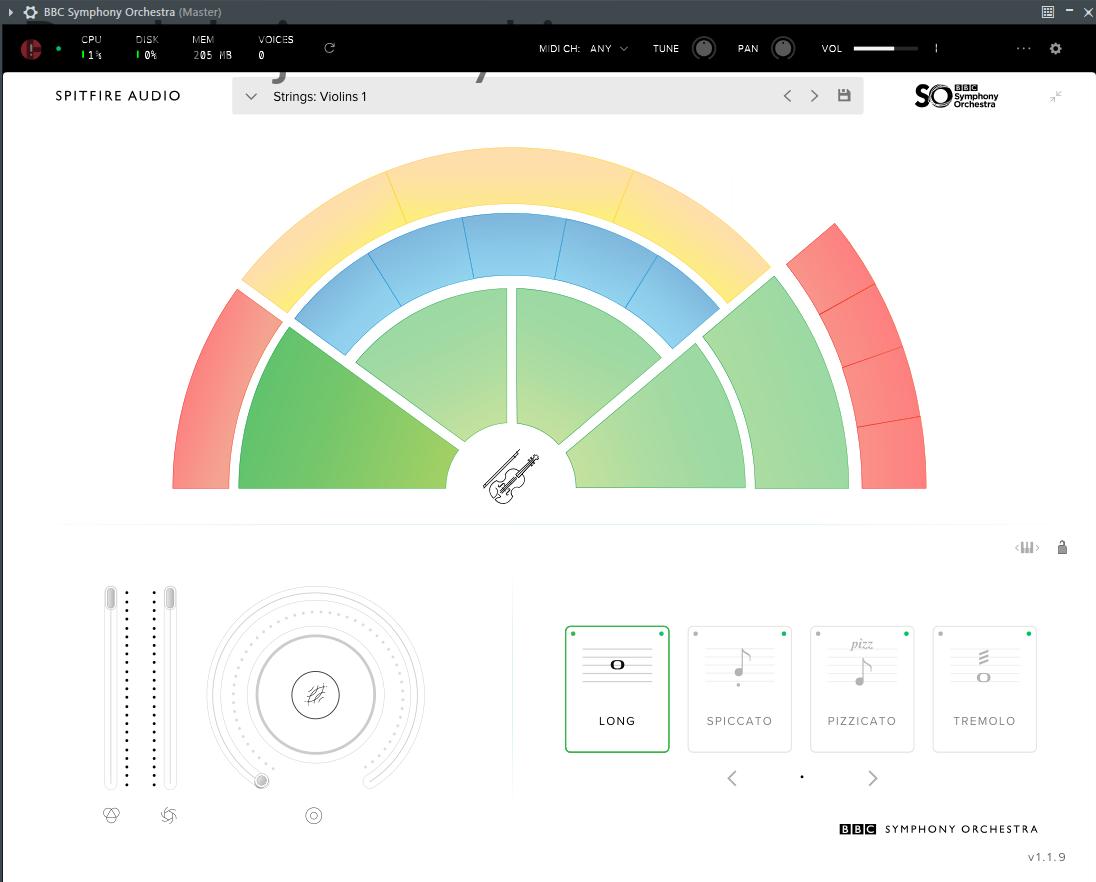 BBC Symphony Orchestra (Master)
CPU DISK MEM VOICES
1% 0% 205 MB 0
MIDI CH: ANY TUNE PAN VOL
SPITFIRE AUDIO
Strings: Violins 1
SO BBC Symphony Orchestra
pizz
LONG SPICCATO PIZZICATO TREMOLO
BBC SYMPHONY ORCHESTRA
v1.1.9